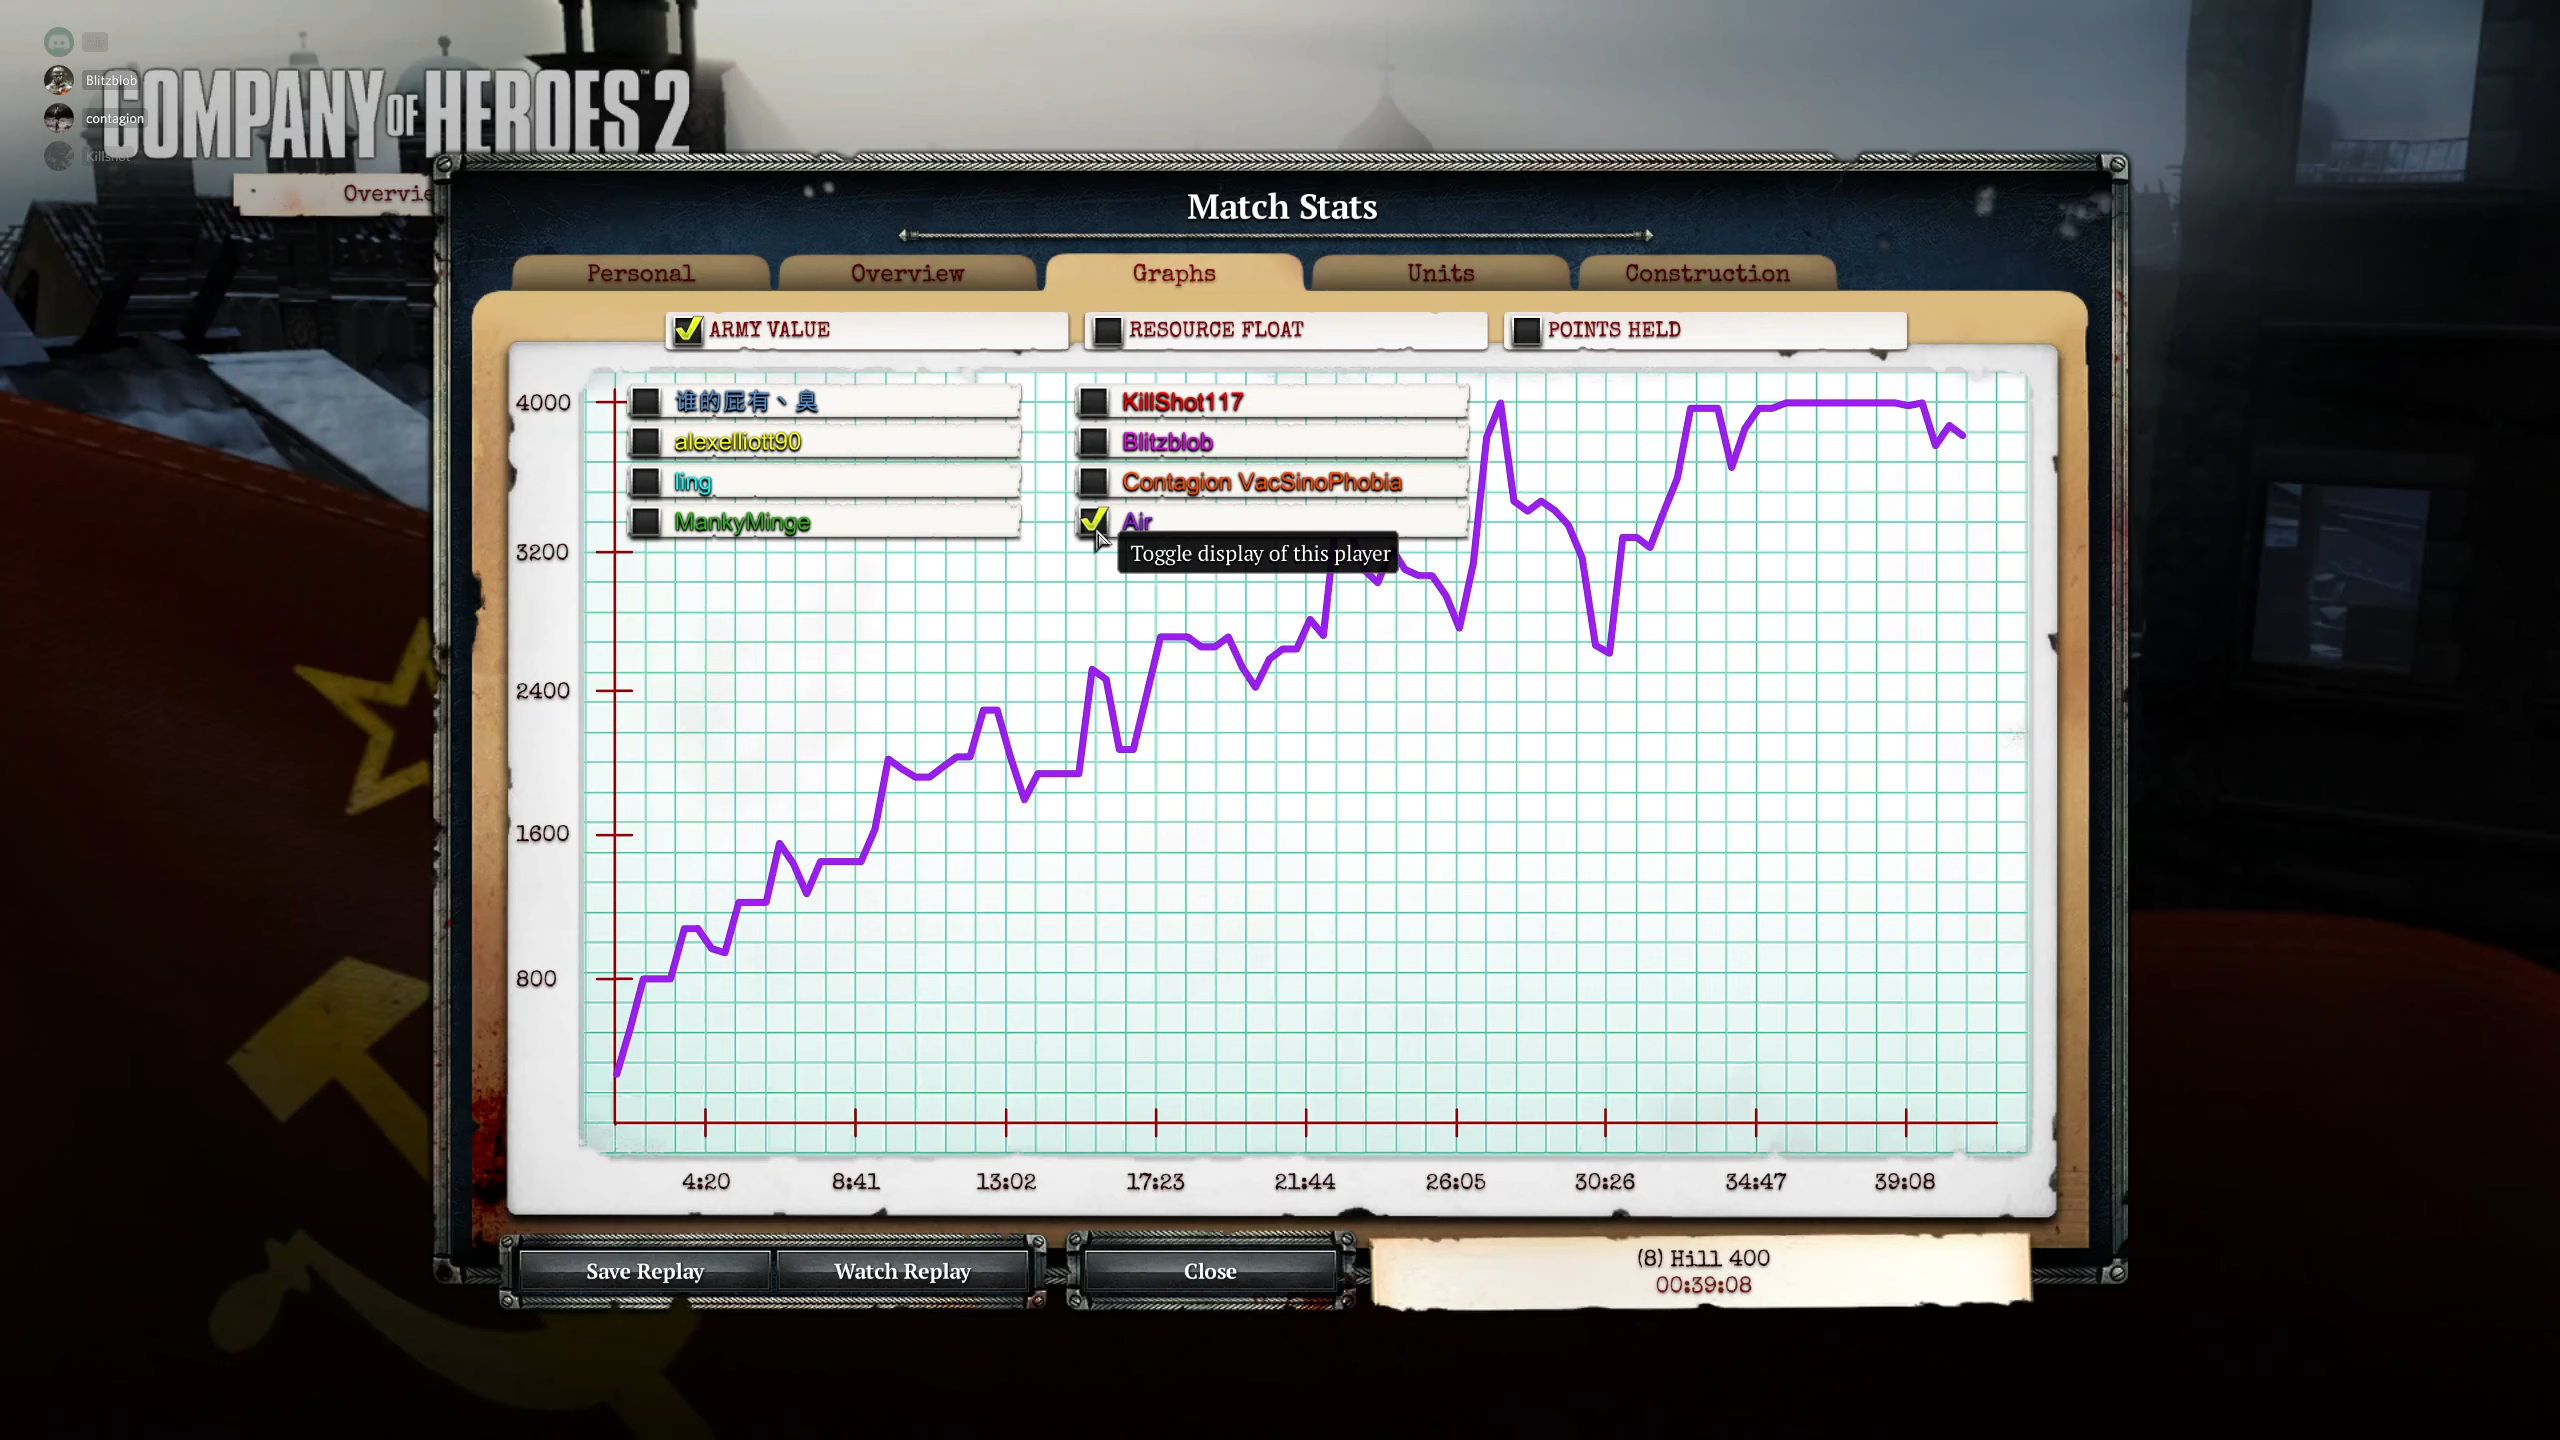 Blitzblob
contagion
Killshot
COMPANY OF HEROES 2™
Overvie
Match Stats
Personal
Overview
Graphs
Units
Construction
ARMY VALUE
RESOURCE FLOAT
POINTS HELD
谁的屁有丶臭
KillShot117
alexelliott90
Blitzblob
ling
Contagion VacSinoPhobia
MankyMinge
Air
Toggle display of this player
4000
3200
2400
1600
800
4:20
8:41
13:02
17:23
21:44
26:05
30:26
34:47
39:08
Save Replay
Watch Replay
Close
(8) Hill 400
00:39:08